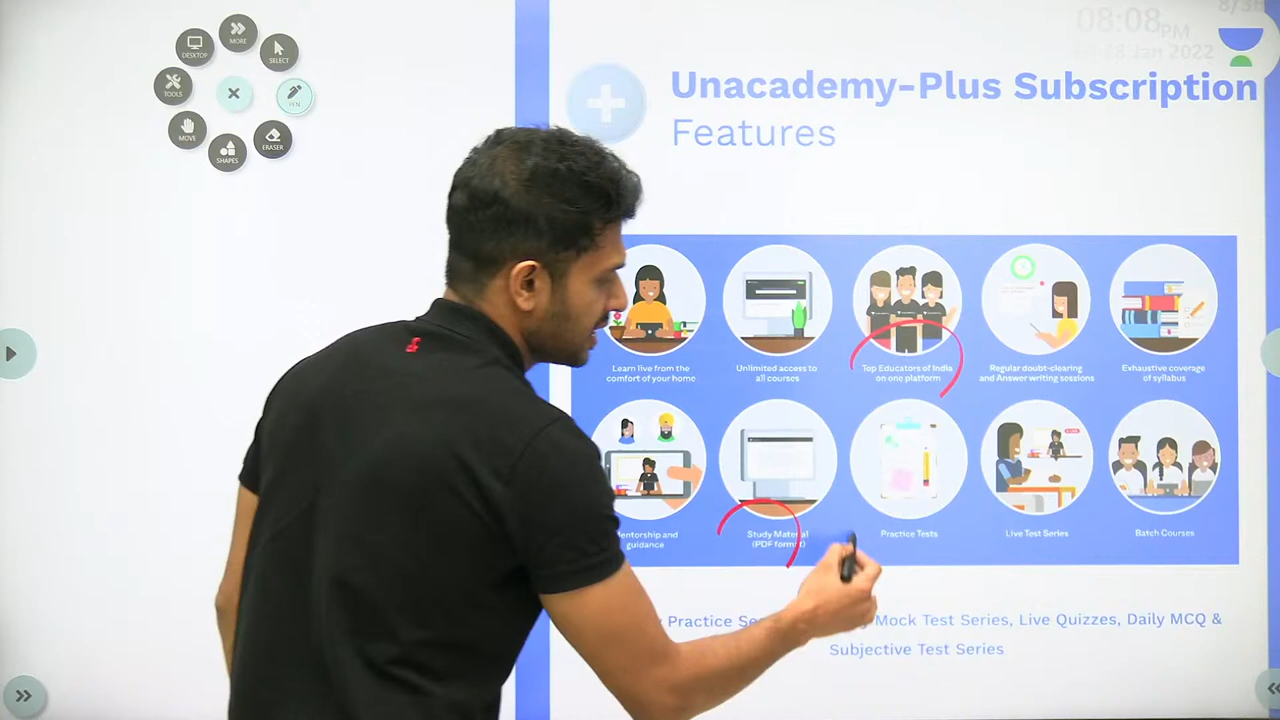 MORE
DESKTOP
SELECT
TOOLS
PEN
MOVE
ERASER
SHAPES
08:08PM
Jan 2022
Unacademy-Plus Subscription
Features
Learn live from the
comfort of your home
Unlimited access to
all courses
Top Educators of India
on one platform
Regular doubt-clearing
and Answer writing sessions
Exhaustive coverage
of syllabus
and
guidance
Study Material
(PDF format)
Practice Tests
Live Test Series
Batch Courses
Practice
Mock Test Series, Live Quizzes, Daily MCQ &
Subjective Test Series